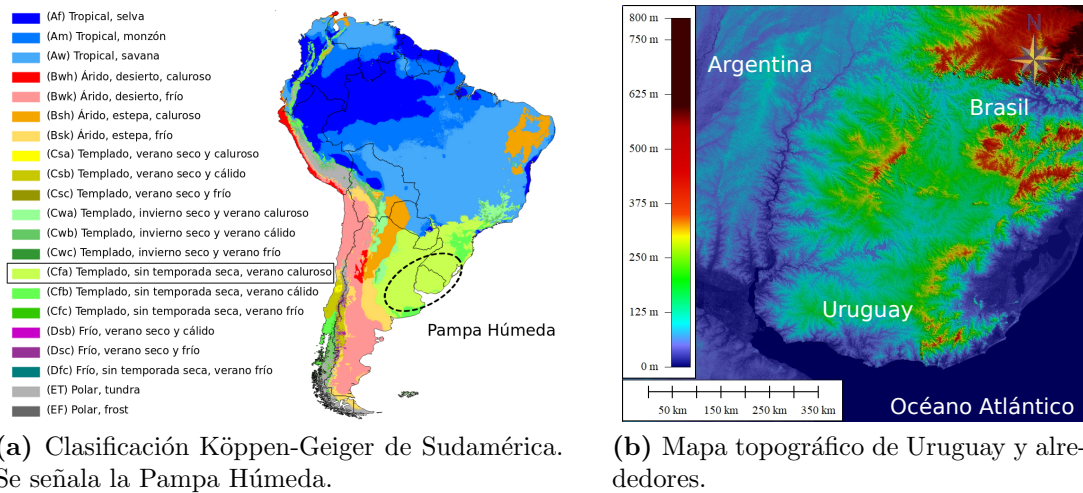 (Af) Tropical, selva
(Am) Tropical, monzón
(Aw) Tropical, savana
(Bwh) Árido, desierto, caluroso
(Bwk) Árido, desierto, frío
(Bsh) Árido, estepa, caluroso
(Bsk) Árido, estepa, frío
(Csa) Templado, verano seco y caluroso
(Csb) Templado, verano seco y cálido
(Csc) Templado, verano seco y frío
(Cwa) Templado, invierno seco y verano caluroso
(Cwb) Templado, invierno seco y verano cálido
(Cwc) Templado, invierno seco y verano frío
(Cfa) Templado, sin temporada seca, verano caluroso
(Cfb) Templado, sin temporada seca, verano cálido
(Cfc) Templado, sin temporada seca, verano frío
(Dsb) Frío, verano seco y cálido
(Dsc) Frío, verano seco y frío
(Dfc) Frío, sin temporada seca, verano frío
(ET) Polar, tundra
(EF) Polar, frost
Pampa Húmeda
(a) Clasificación Köppen-Geiger de Sudamérica.
Se señala la Pampa Húmeda.
800 m
750 m
625 m
500 m
375 m
250 m
125 m
0 m
N
Argentina
Brasil
Uruguay
Océano Atlántico
50 km 150 km 250 km 350 km
(b) Mapa topográfico de Uruguay y alre-
dedores.